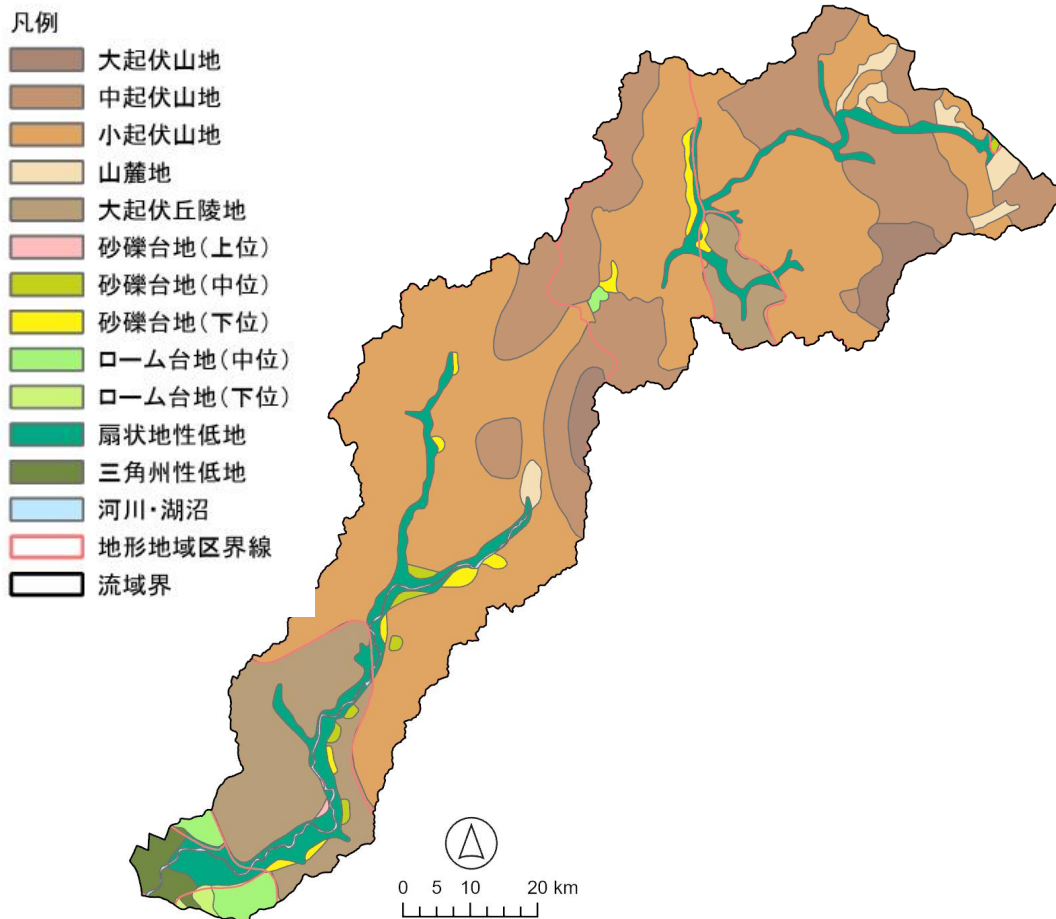 凡例
大起伏山地
中起伏山地
小起伏山地
山麓地
大起伏丘陵地
砂礫台地(上位)
砂礫台地(中位)
砂礫台地(下位)
ローム台地(中位)
ローム台地(下位)
扇状地性低地
三角州性低地
河川・湖沼
地形地域区界線
流域界
0 5 10 20 km